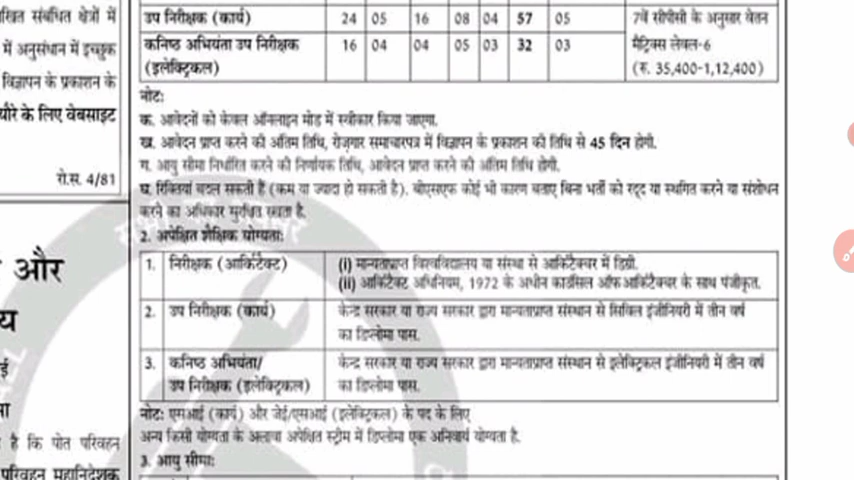 खित संबंधित क्षेत्रों में
में अनुसंधान में इच्छुक
विज्ञापन के प्रकाशन के
यौरे के लिए वेबसाइट
रो.स. 4/81
और
य
है कि पोत परिवहन
परिवहन महानिदेशक
उप निरीक्षक (कार्य) 24 05 16 08 04 57 05 7वें सीपीसी के अनुसार वेतन
कनिष्ठ अभियंता उप निरीक्षक 16 04 04 05 03 32 03 मैट्रिक्स लेवल-6
(इलेक्ट्रिकल) (रु. 35,400-1,12,400)
नोट:
क. आवेदनों को केवल ऑनलाइन मोड में स्वीकार किया जाएगा.
ख. आवेदन प्राप्त करने की अंतिम तिथि, रोज़गार समाचारपत्र में विज्ञापन के प्रकाशन की तिथि से 45 दिन होगी.
ग. आयु सीमा निर्धारित करने की निर्णायक तिथि, आवेदन प्राप्त करने की अंतिम तिथि होगी.
घ. रिक्तियां बदल सकती हैं (कम या ज्यादा हो सकती है). बीएसएफ कोई भी कारण बताए बिना भर्ती को रद्द या स्थगित करने या संशोधन
करने का अधिकार सुरक्षित रखता है.
2. अपेक्षित शैक्षिक योग्यता:
1. निरीक्षक (आर्किटेक्ट) (i) मान्यताप्राप्त विश्वविद्यालय या संस्था से आर्किटैक्चर में डिग्री.
(ii) आर्किटैक्ट अधिनियम, 1972 के अधीन काउंसिल ऑफ आर्किटैक्चर के साथ पंजीकृत.
2. उप निरीक्षक (कार्य) केन्द्र सरकार या राज्य सरकार द्वारा मान्यताप्राप्त संस्थान से सिविल इंजीनियरी में तीन वर्ष
का डिप्लोमा पास.
3. कनिष्ठ अभियंता/ केन्द्र सरकार या राज्य सरकार द्वारा मान्यताप्राप्त संस्थान से इलेक्ट्रिकल इंजीनियरी में तीन वर्ष
उप निरीक्षक (इलेक्ट्रिकल) का डिप्लोमा पास.
नोट: एसआई (कार्य) और जेई/एसआई (इलेक्ट्रिकल) के पद के लिए
अन्य किसी योग्यता के अलावा अपेक्षित स्ट्रीम में डिप्लोमा एक अनिवार्य योग्यता है.
3. आयु सीमा: